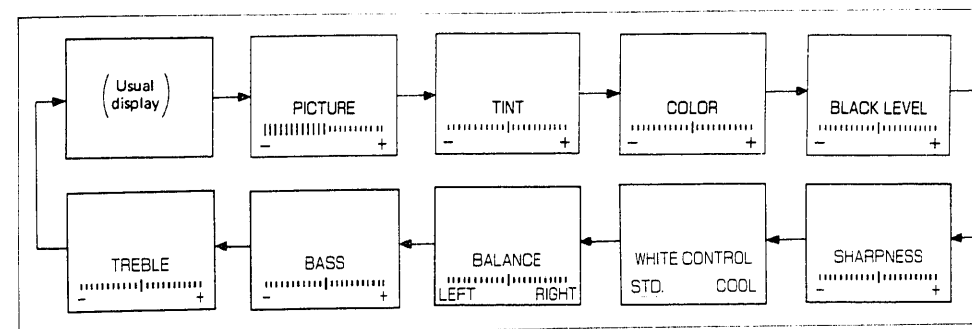 (Usual
display)
PICTURE
- +
TINT
- +
COLOR
- +
BLACK LEVEL
- +
TREBLE
- +
BASS
- +
BALANCE
LEFT RIGHT
WHITE CONTROL
STD. COOL
SHARPNESS
- +